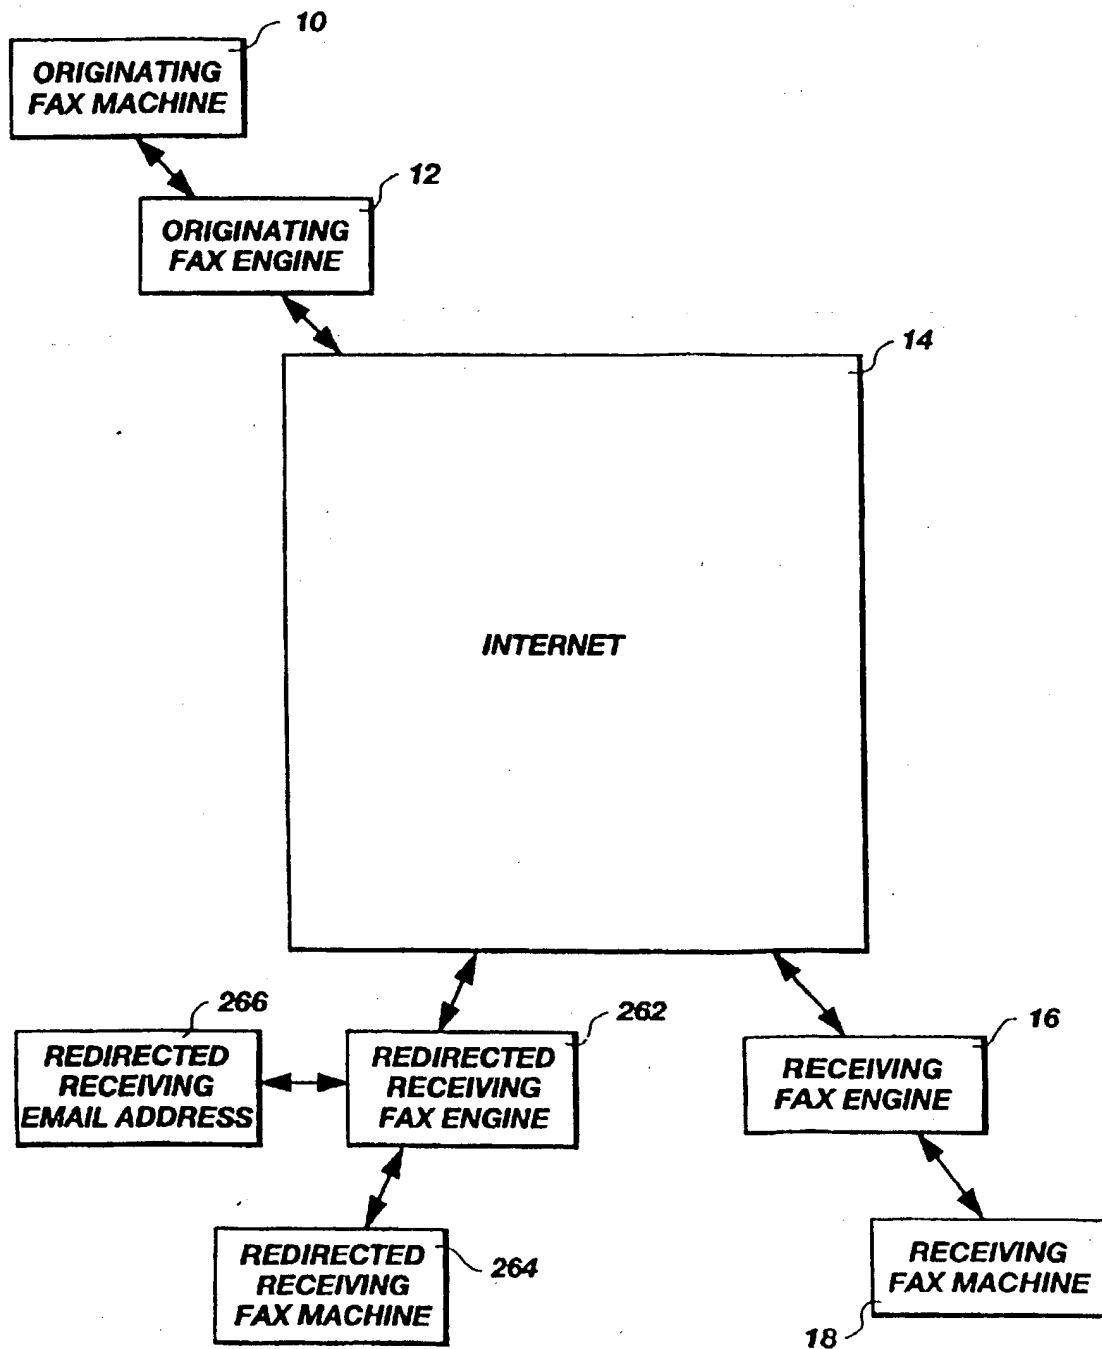 10
ORIGINATING
FAX MACHINE
12
ORIGINATING
FAX ENGINE
14
INTERNET
266
REDIRECTED
RECEIVING
EMAIL ADDRESS
262
REDIRECTED
RECEIVING
FAX ENGINE
16
RECEIVING
FAX ENGINE
REDIRECTED
RECEIVING
FAX MACHINE
264
RECEIVING
FAX MACHINE
18